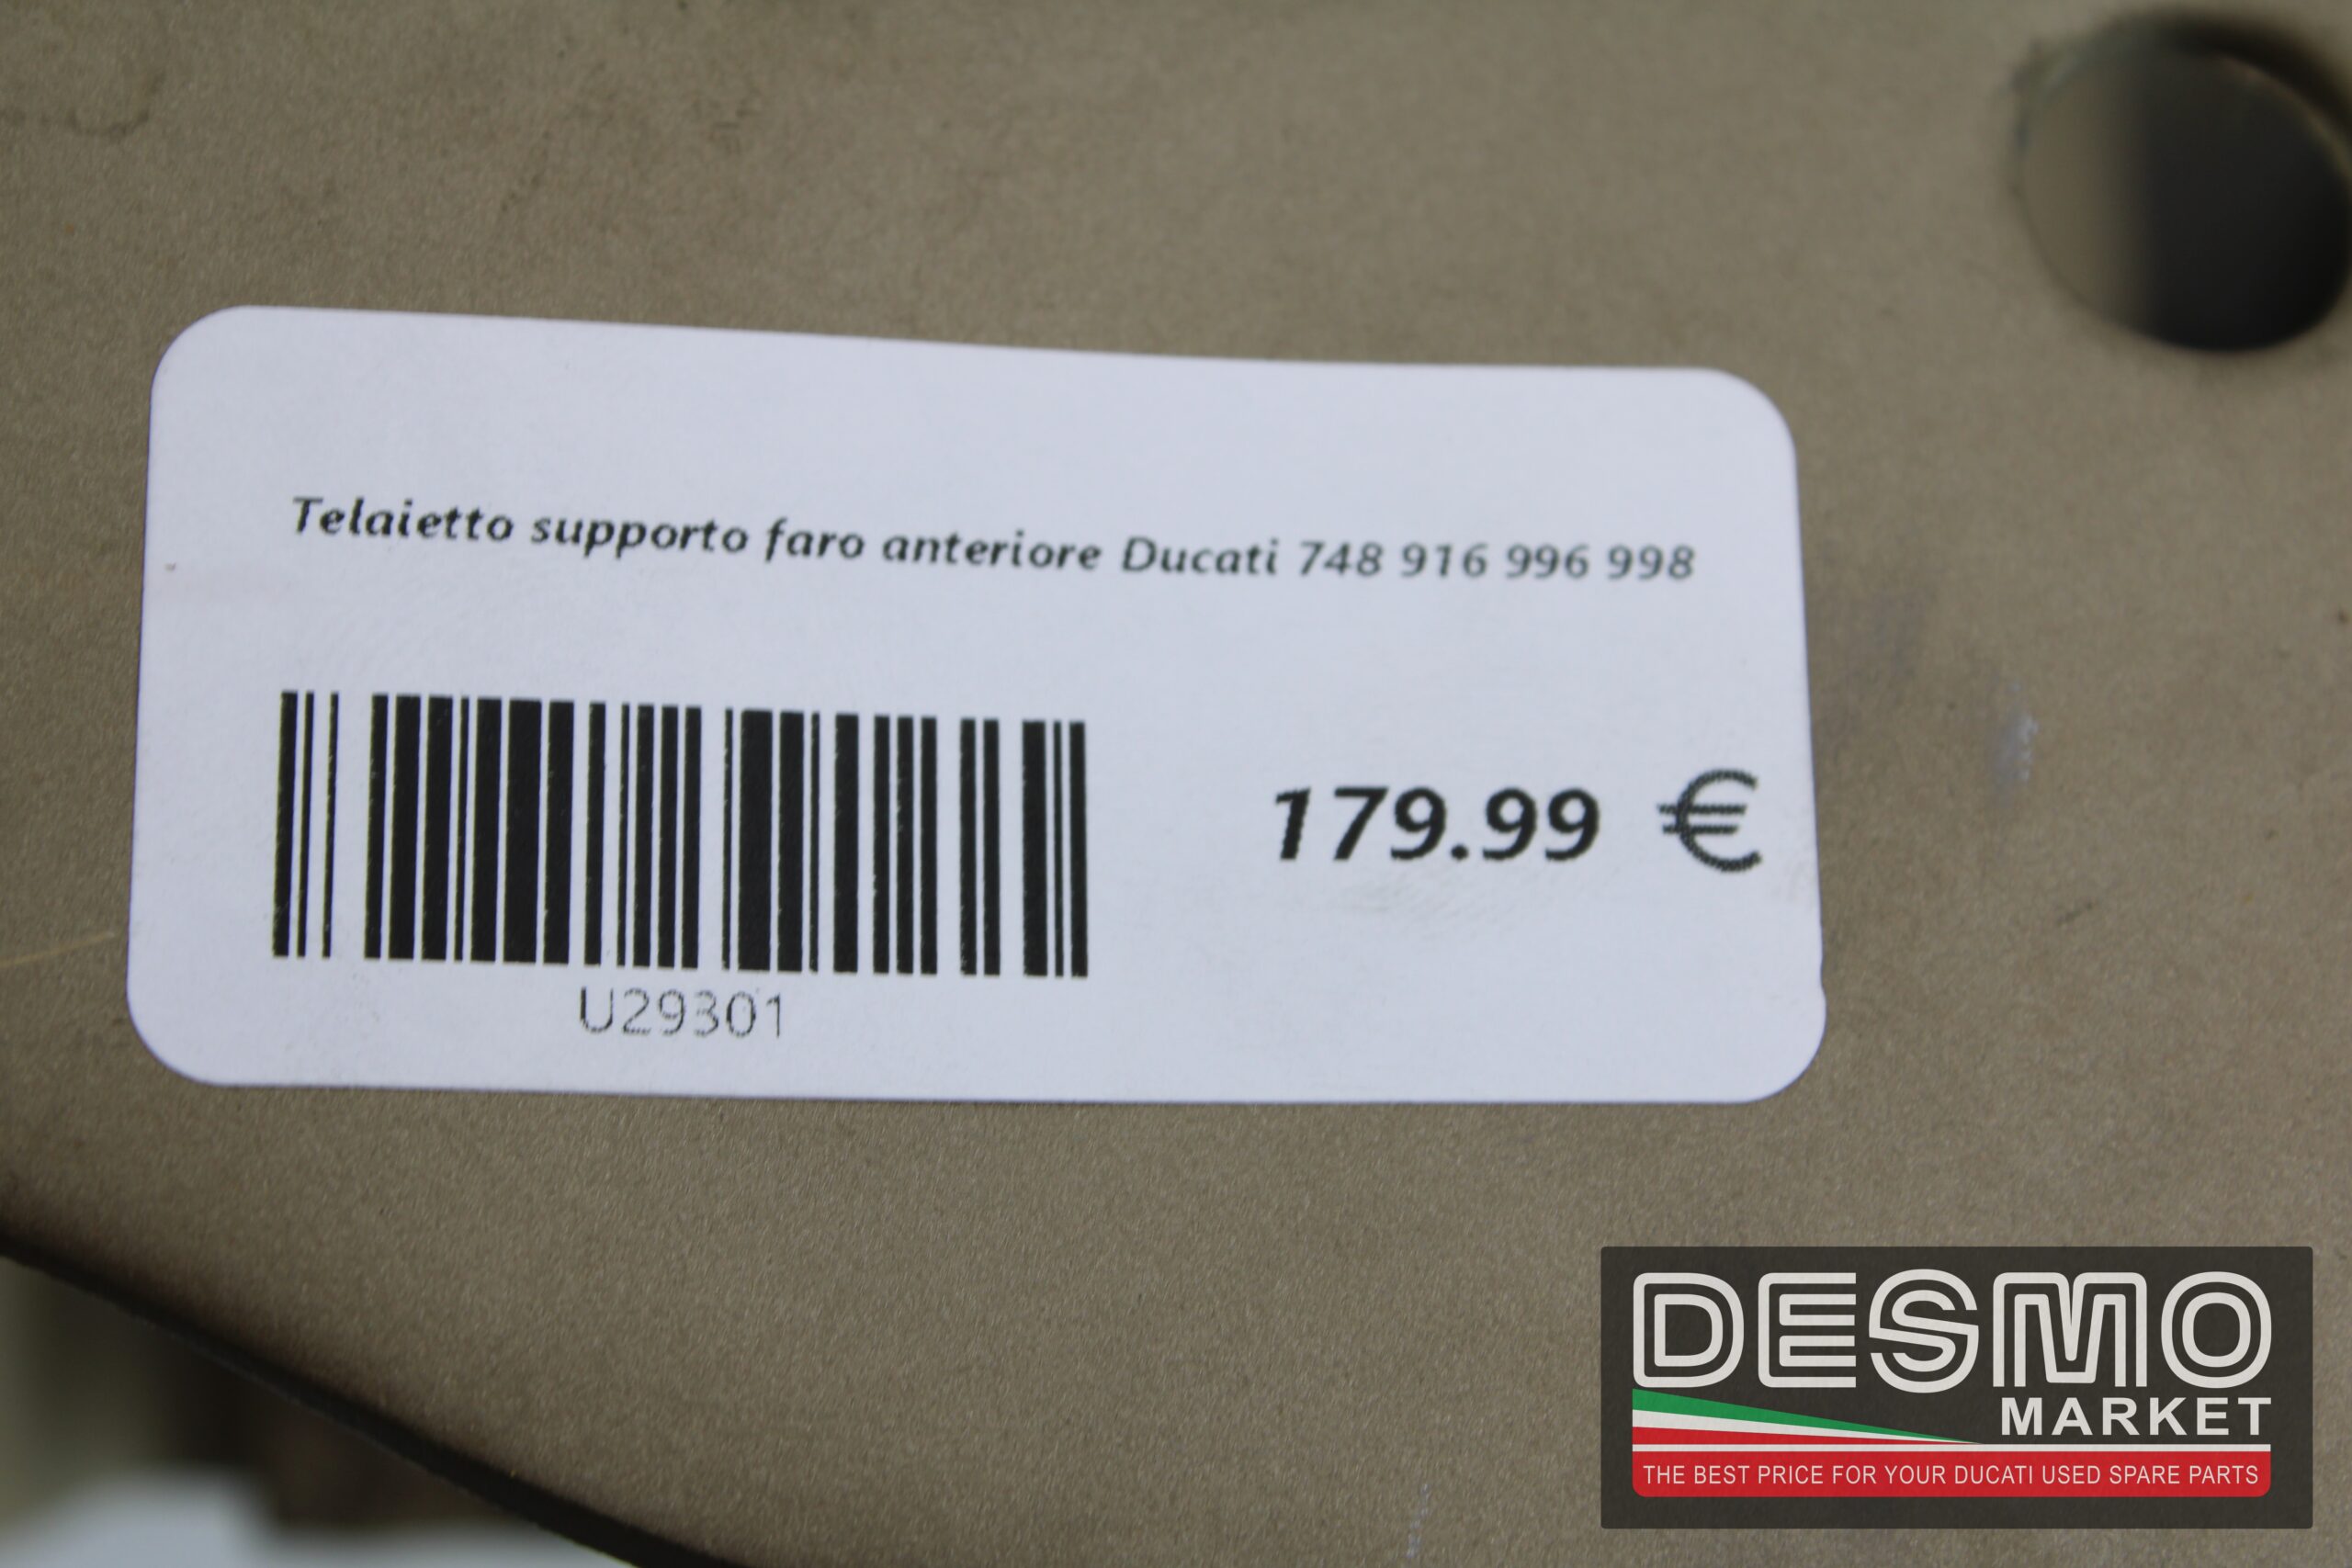 Telaietto supporto faro anteriore Ducati 748 916 996 998
179.99 €
U29301
DESMO
MARKET
THE BEST PRICE FOR YOUR DUCATI USED SPARE PARTS